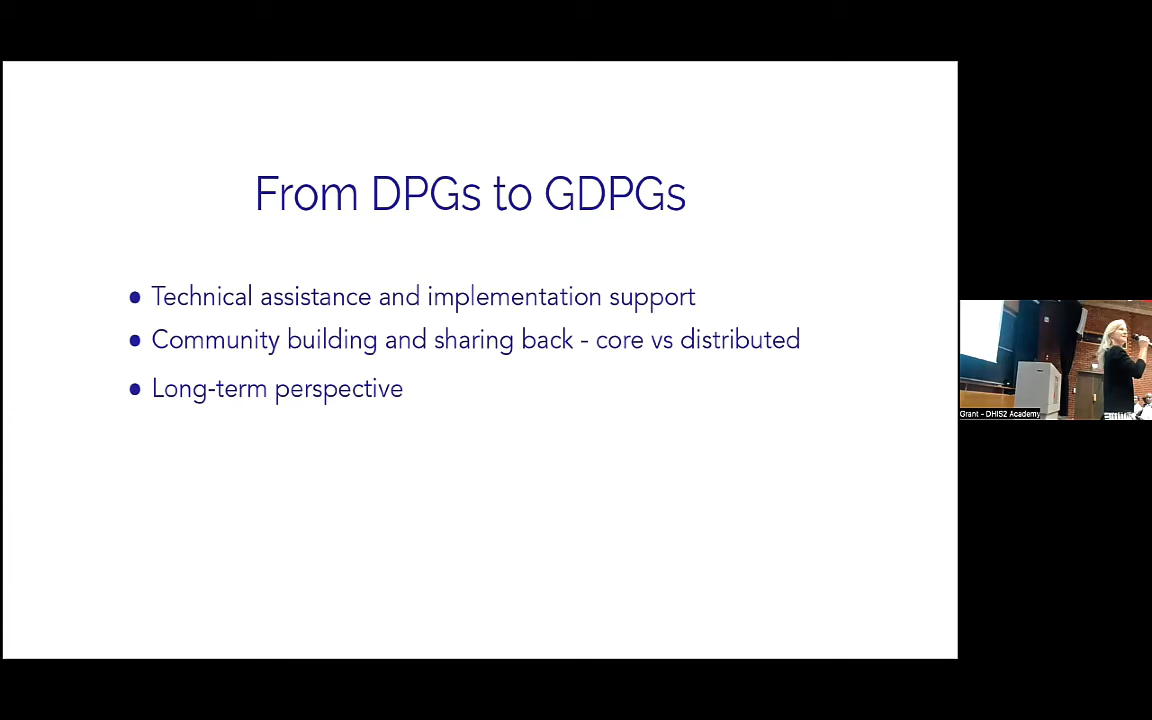 From DPGs to GDPGs
● Technical assistance and implementation support
● Community building and sharing back - core vs distributed
● Long-term perspective
Grant - DHIS2 Academy